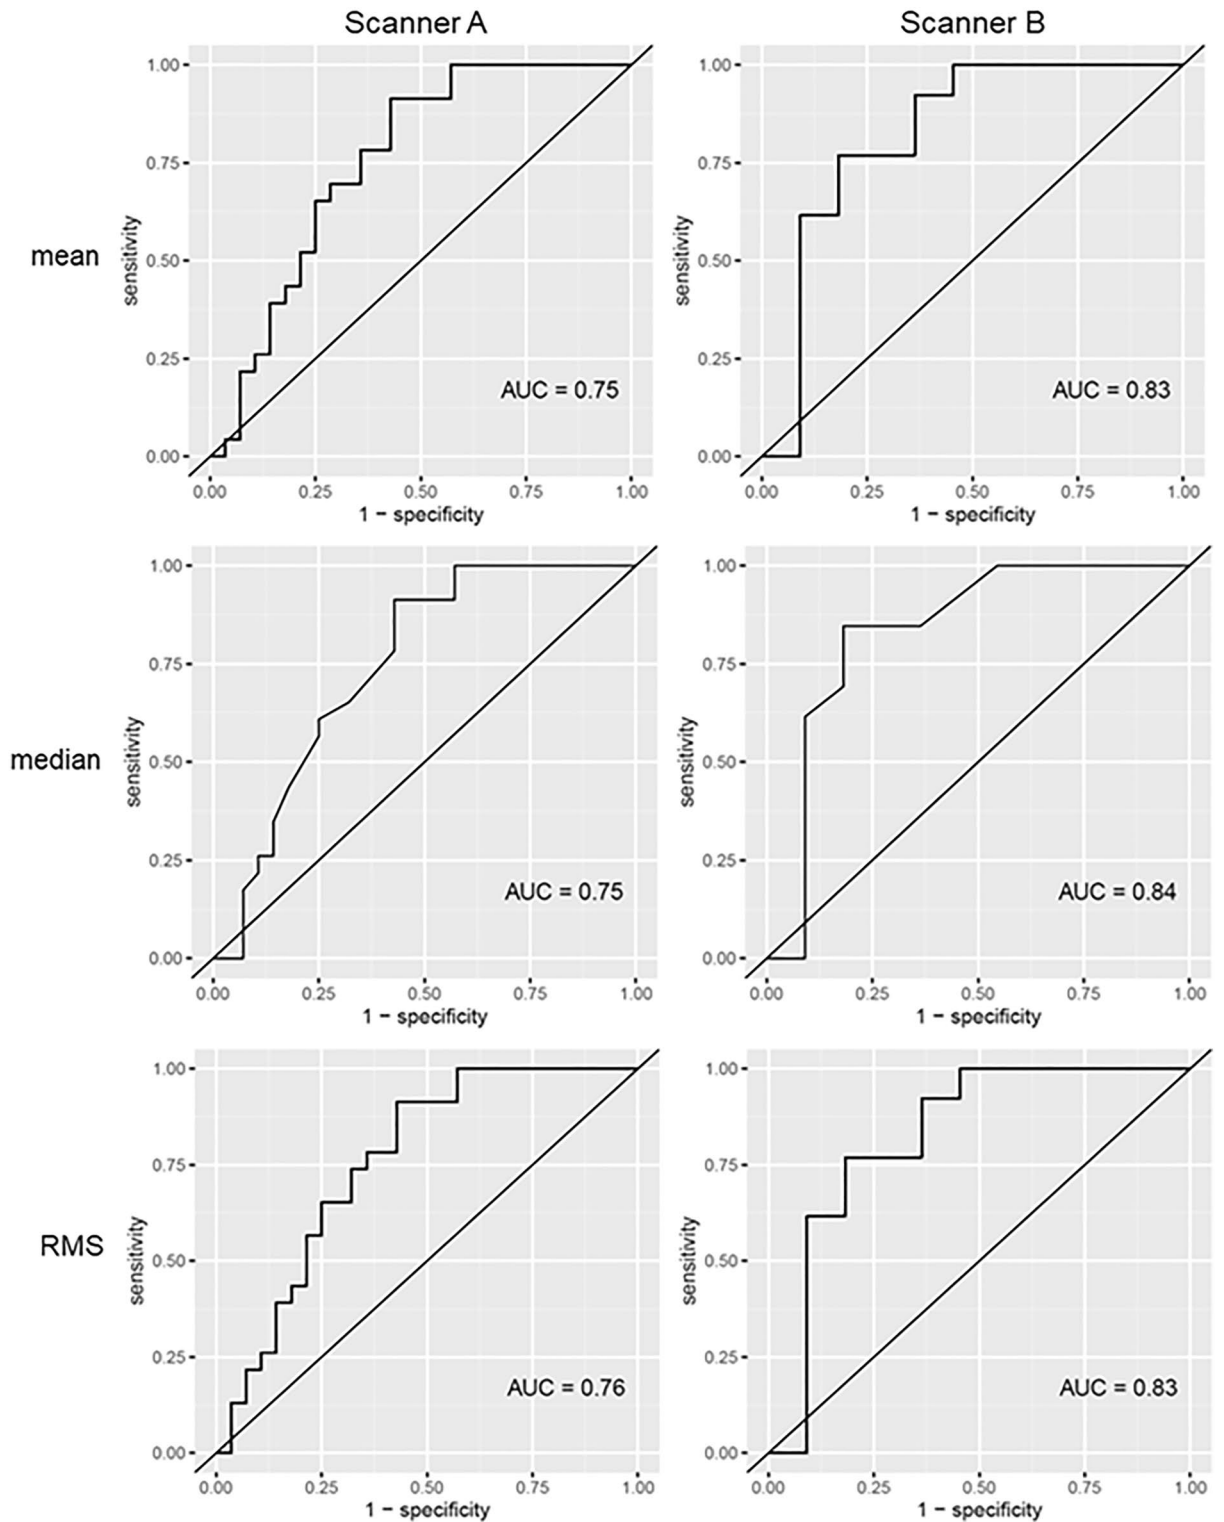 Scanner A
Scanner B
mean
sensitivity
1.00
0.75
0.50
0.25
0.00
AUC = 0.75
0.00 0.25 0.50 0.75 1.00
1 − specificity
sensitivity
1.00
0.75
0.50
0.25
0.00
AUC = 0.83
0.00 0.25 0.50 0.75 1.00
1 − specificity
median
sensitivity
1.00
0.75
0.50
0.25
0.00
AUC = 0.75
0.00 0.25 0.50 0.75 1.00
1 − specificity
sensitivity
1.00
0.75
0.50
0.25
0.00
AUC = 0.84
0.00 0.25 0.50 0.75 1.00
1 − specificity
RMS
sensitivity
1.00
0.75
0.50
0.25
0.00
AUC = 0.76
0.00 0.25 0.50 0.75 1.00
1 − specificity
sensitivity
1.00
0.75
0.50
0.25
0.00
AUC = 0.83
0.00 0.25 0.50 0.75 1.00
1 − specificity